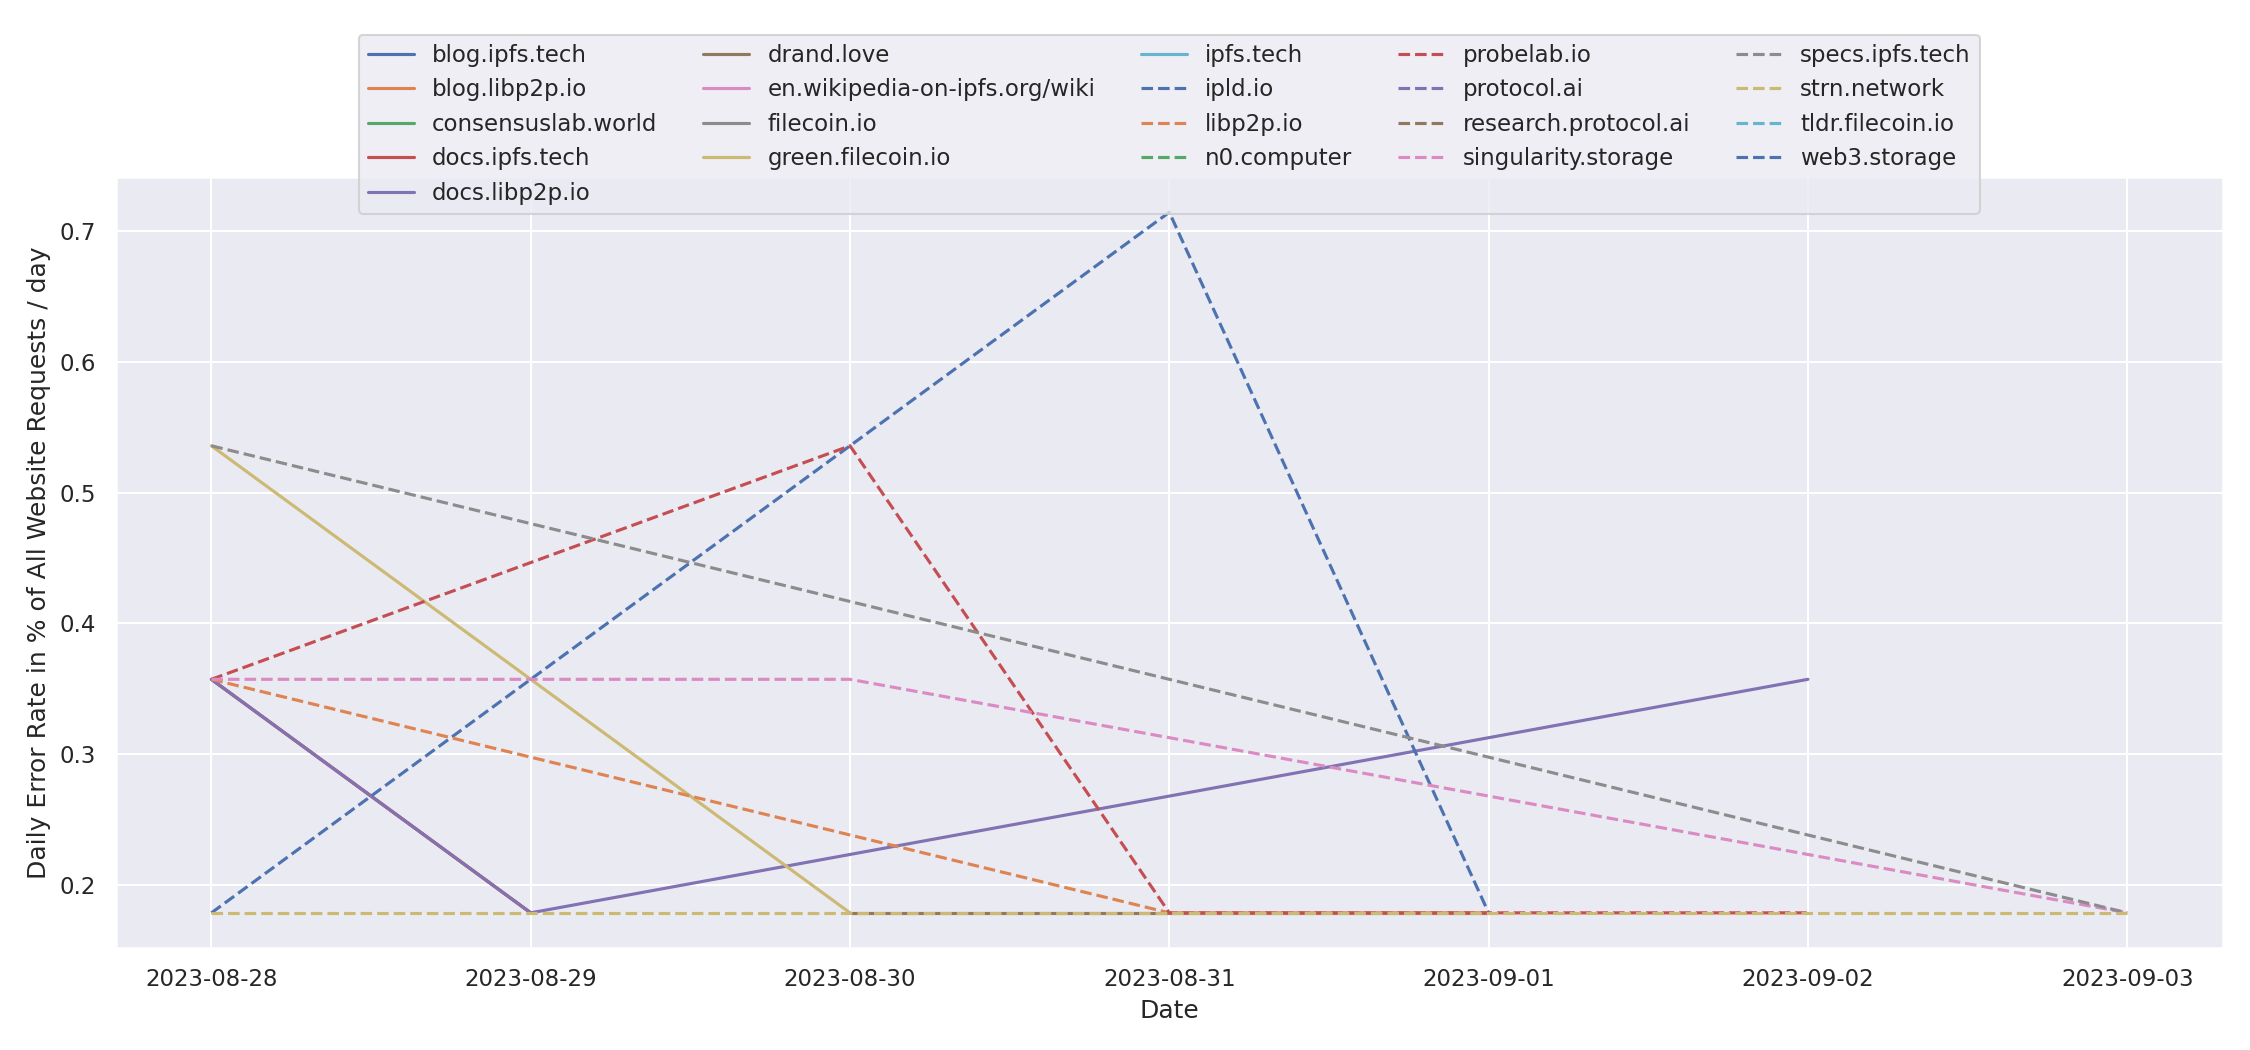 blog.ipfs.tech
blog.libp2p.io
consensuslab.world
docs.ipfs.tech
docs.libp2p.io
drand.love
en.wikipedia-on-ipfs.org/wiki
filecoin.io
green.filecoin.io
ipfs.tech
ipld.io
libp2p.io
n0.computer
probelab.io
protocol.ai
research.protocol.ai
singularity.storage
specs.ipfs.tech
strn.network
tldr.filecoin.io
web3.storage
Daily Error Rate in % of All Website Requests / day
0.7
0.6
0.5
0.4
0.3
0.2
2023-08-28
2023-08-29
2023-08-30
2023-08-31
2023-09-01
2023-09-02
2023-09-03
Date